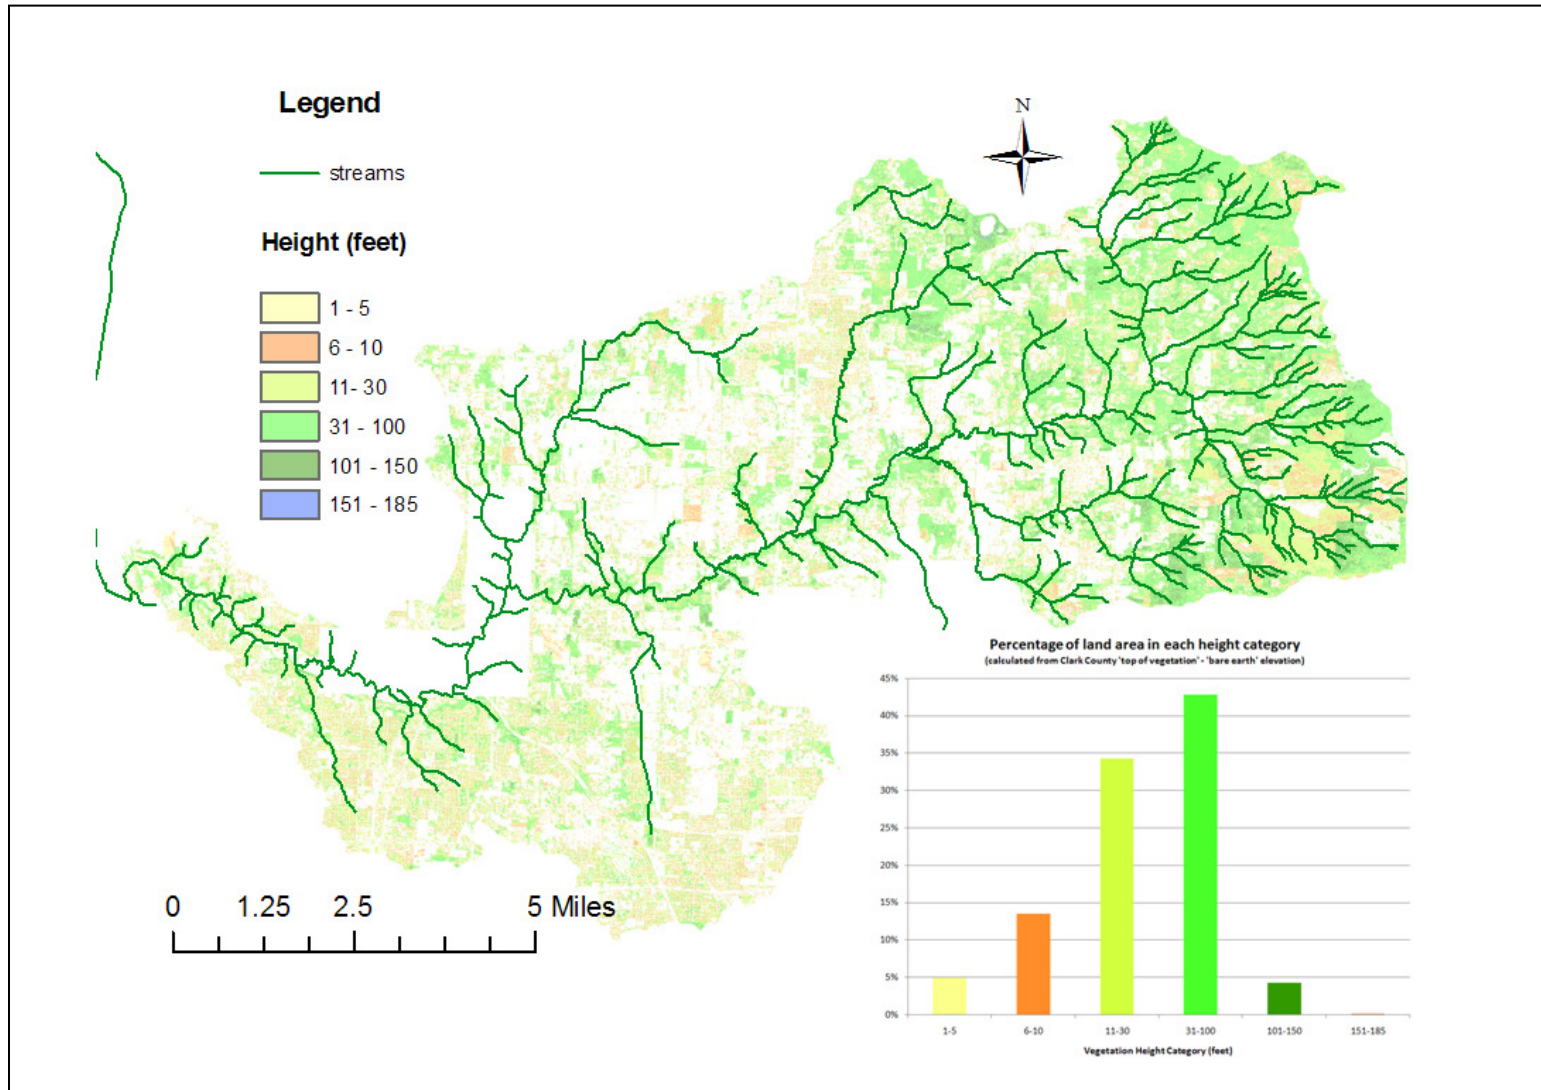 Legend
streams
Height (feet)
1 - 5
6 - 10
11- 30
31 - 100
101 - 150
151 - 185
N
0 1.25 2.5 5 Miles
Percentage of land area in each height category
(calculated from Clark County 'top of vegetation' - 'bare earth' elevation)
45%
40%
35%
30%
25%
20%
15%
10%
5%
0%
1-5 6-10 11-30 31-100 101-150 151-185
Vegetation Height Category (feet)